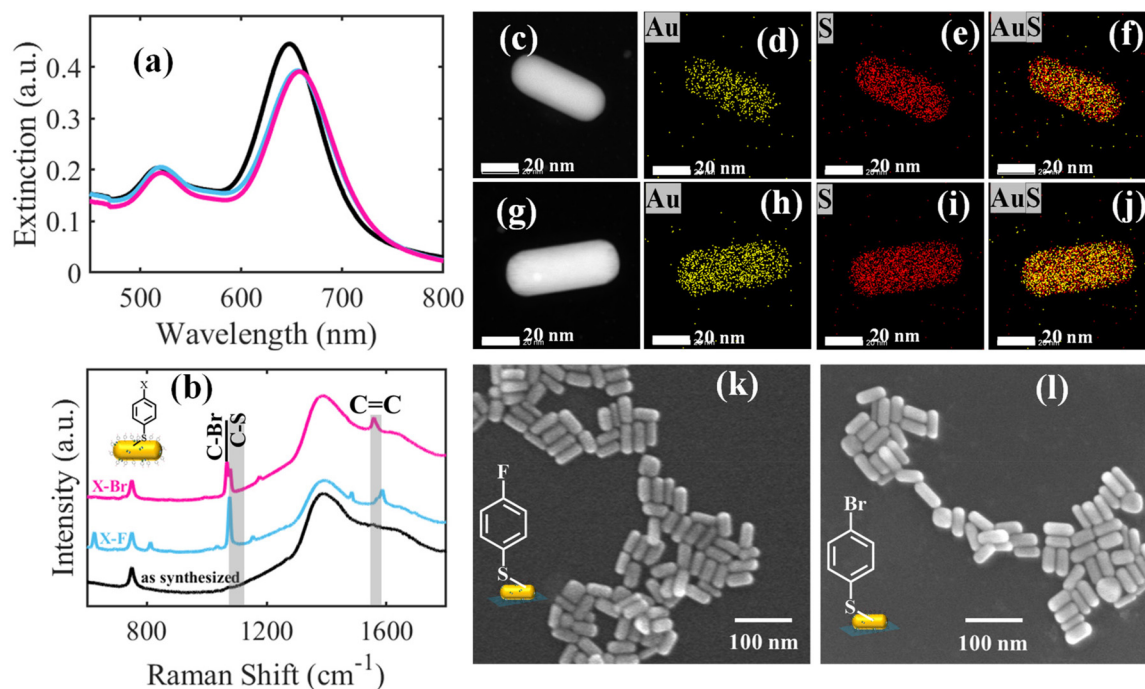 (a)
Extinction (a.u.)
0.4
0.3
0.2
0.1
0
500 600 700 800
Wavelength (nm)
(c)
20 nm
Au
(d)
20 nm
S
(e)
20 nm
AuS
(f)
20 nm
(g)
20 nm
Au
(h)
20 nm
S
(i)
20 nm
AuS
(j)
20 nm
X
S
(b)
C-Br
C-S
C=C
X-Br
X-F
as synthesized
Intensity (a.u.)
800 1200 1600
Raman Shift (cm⁻¹)
(k)
F
S
100 nm
(l)
Br
S
100 nm